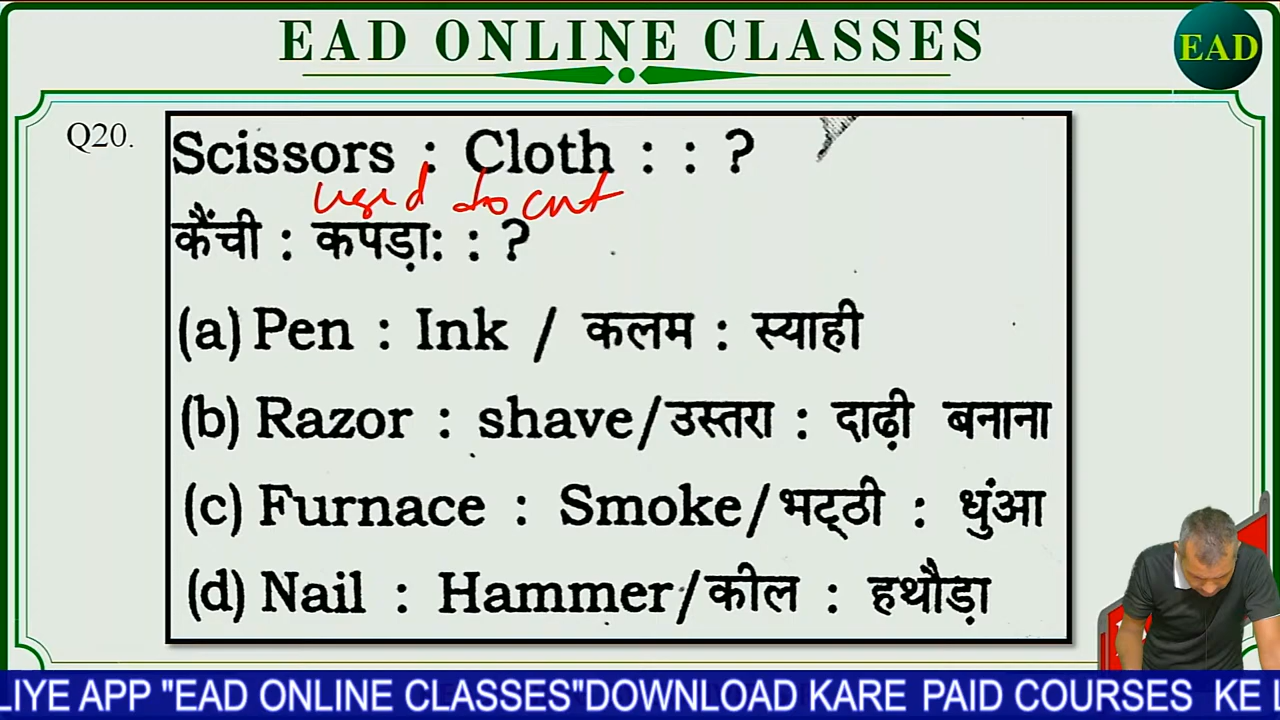 EAD ONLINE CLASSES
EAD
Q20.
Scissors : Cloth : : ?
used to cut
कैंची : कपड़ा: : ?
(a) Pen : Ink / कलम : स्याही
(b) Razor : shave/उस्तरा : दाढ़ी बनाना
(c) Furnace : Smoke/भट्ठी : धुंआ
(d) Nail : Hammer/कील : हथौड़ा
IYE APP "EAD ONLINE CLASSES"DOWNLOAD KARE PAID COURSES KE L